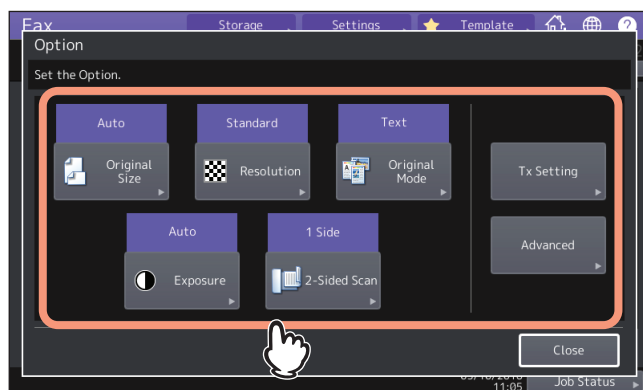 Fax
Storage
Settings
Template
?
Option
Set the Option.
Auto
Standard
Text
Original
Size
Resolution
Original
Mode
Tx Setting
Auto
1 Side
Exposure
2-Sided Scan
Advanced
Close
11:05
Job Status